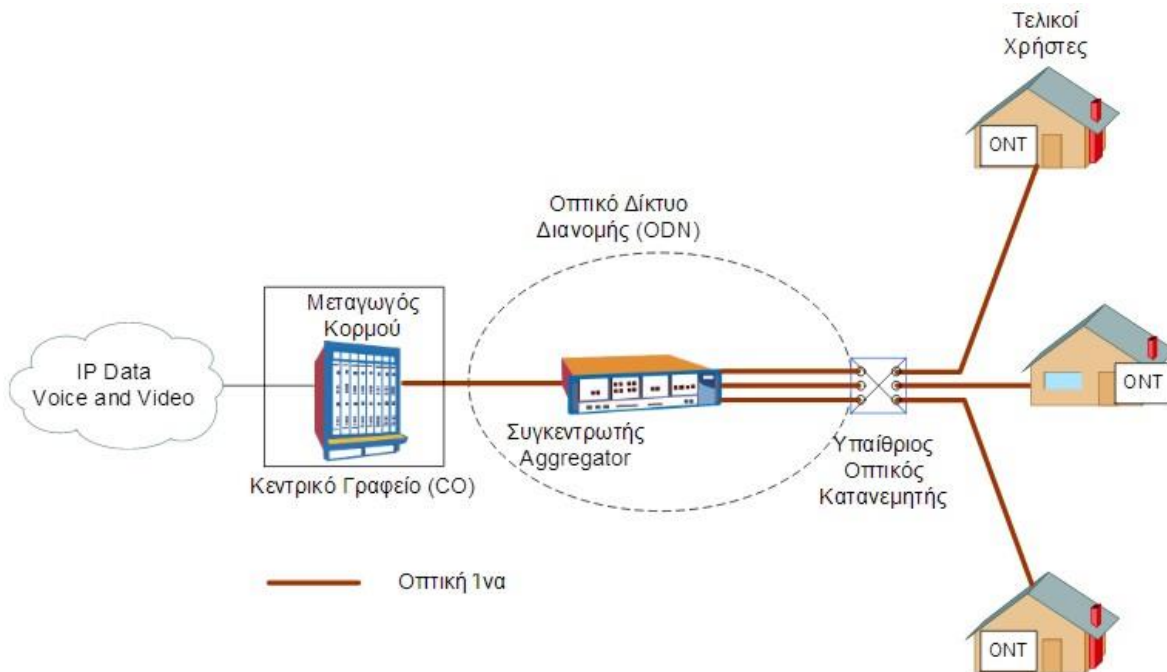 Τελικοί
Χρήστες
ONT
Οπτικό Δίκτυο
Διανομής (ODN)
Μεταγωγός
Κορμού
IP Data
Voice and Video
ONT
Συγκεντρωτής
Aggregator
Υπαίθριος
Οπτικός
Κατανεμητής
Κεντρικό Γραφείο (CO)
Οπτική Ίνα
ONT